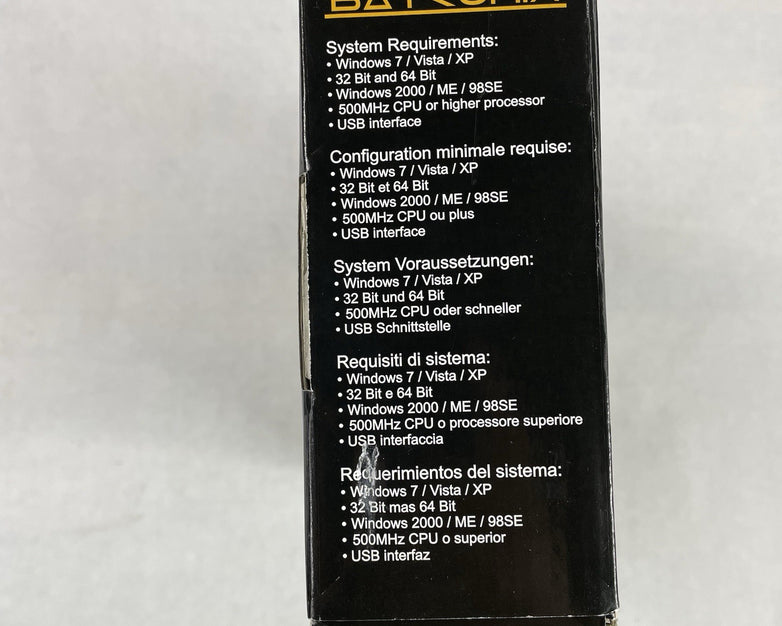 BATRONIX
System Requirements:
• Windows 7 / Vista / XP
• 32 Bit and 64 Bit
• Windows 2000 / ME / 98SE
• 500MHz CPU or higher processor
• USB interface
Configuration minimale requise:
• Windows 7 / Vista / XP
• 32 Bit et 64 Bit
• Windows 2000 / ME / 98SE
• 500MHz CPU ou plus
• USB interface
System Voraussetzungen:
• Windows 7 / Vista / XP
• 32 Bit und 64 Bit
• 500MHz CPU oder schneller
• USB Schnittstelle
Requisiti di sistema:
• Windows 7 / Vista / XP
• 32 Bit e 64 Bit
• Windows 2000 / ME / 98SE
• 500MHz CPU o processore superiore
• USB interfaccia
Requerimientos del sistema:
• Windows 7 / Vista / XP
• 32 Bit mas 64 Bit
• Windows 2000 / ME / 98SE
• 500MHz CPU o superior
• USB interfaz